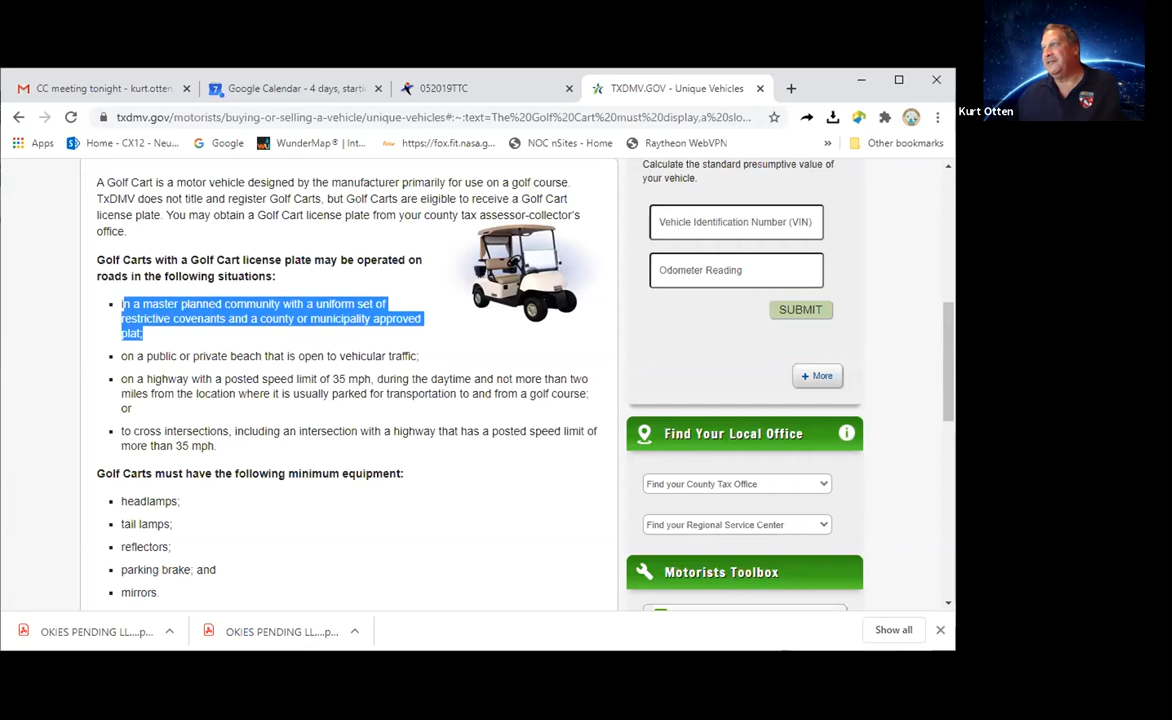 CC meeting tonight - kurt.otten
Google Calendar - 4 days, starti
052019TTC
TXDMV.GOV - Unique Vehicles
txdmv.gov/motorists/buying-or-selling-a-vehicle/unique-vehicles#:~:text=The%20Golf%20Cart%20must%20display,a%20slo...
Apps
Home - CX12 - Neu...
Google
WunderMap® | Int...
https://fox.fit.nasa.g...
NOC nSites - Home
Raytheon WebVPN
»
Other bookmarks
A Golf Cart is a motor vehicle designed by the manufacturer primarily for use on a golf course.
TxDMV does not title and register Golf Carts, but Golf Carts are eligible to receive a Golf Cart
license plate. You may obtain a Golf Cart license plate from your county tax assessor-collector's
office.
Golf Carts with a Golf Cart license plate may be operated on
roads in the following situations:
in a master planned community with a uniform set of
restrictive covenants and a county or municipality approved
plat;
on a public or private beach that is open to vehicular traffic;
on a highway with a posted speed limit of 35 mph, during the daytime and not more than two
miles from the location where it is usually parked for transportation to and from a golf course;
or
to cross intersections, including an intersection with a highway that has a posted speed limit of
more than 35 mph.
Golf Carts must have the following minimum equipment:
headlamps;
tail lamps;
reflectors;
parking brake; and
mirrors.
Calculate the standard presumptive value of
your vehicle.
Vehicle Identification Number (VIN)
Odometer Reading
SUBMIT
+ More
Find Your Local Office
Find your County Tax Office
Find your Regional Service Center
Motorists Toolbox
OKIES PENDING LL....p...
OKIES PENDING LL....p...
Show all
Kurt Otten